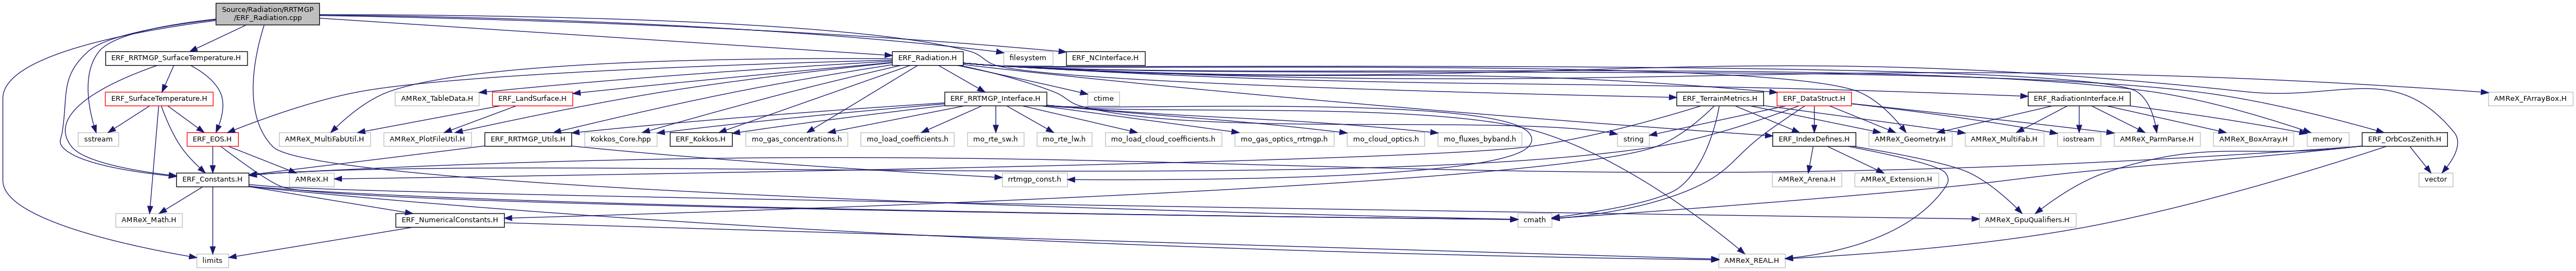 Source/Radiation/RRTMGP
/ERF_Radiation.cpp
ERF_RRTMGP_SurfaceTemperature.H
ERF_Radiation.H
filesystem
ERF_NCInterface.H
ERF_SurfaceTemperature.H
AMReX_TableData.H
ERF_LandSurface.H
ERF_RRTMGP_Interface.H
ctime
ERF_TerrainMetrics.H
ERF_DataStruct.H
ERF_RadiationInterface.H
AMReX_FArrayBox.H
sstream
ERF_EOS.H
AMReX_MultiFabUtil.H
AMReX_PlotFileUtil.H
ERF_RRTMGP_Utils.H
Kokkos_Core.hpp
ERF_Kokkos.H
mo_gas_concentrations.h
mo_load_coefficients.h
mo_rte_sw.h
mo_rte_lw.h
mo_load_cloud_coefficients.h
mo_gas_optics_rrtmgp.h
mo_cloud_optics.h
mo_fluxes_byband.h
string
ERF_IndexDefines.H
AMReX_Geometry.H
AMReX_MultiFab.H
iostream
AMReX_ParmParse.H
AMReX_BoxArray.H
memory
ERF_OrbCosZenith.H
ERF_Constants.H
AMReX.H
rrtmgp_const.h
AMReX_Arena.H
AMReX_Extension.H
vector
AMReX_Math.H
ERF_NumericalConstants.H
cmath
AMReX_GpuQualifiers.H
limits
AMReX_REAL.H